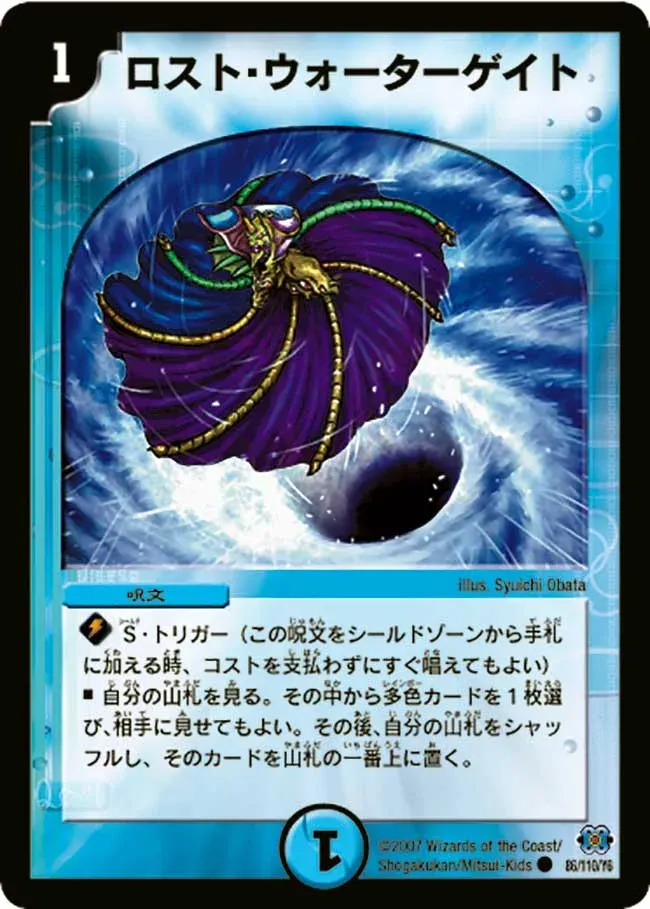 1
ロスト・ウォーターゲイト
illus. Syuichi Obata
呪文
S・トリガー(この呪文をシールドゾーンから手札
に加える時、コストを支払わずにすぐ唱えてもよい)
■ 自分の山札を見る。その中から多色カードを1枚選
び、相手に見せてもよい。その後、自分の山札をシャッ
フルし、そのカードを山札の一番上に置く。
1
©2007 Wizards of the Coast/
Shogakukan/Mitsui-Kids
86/110/Y6